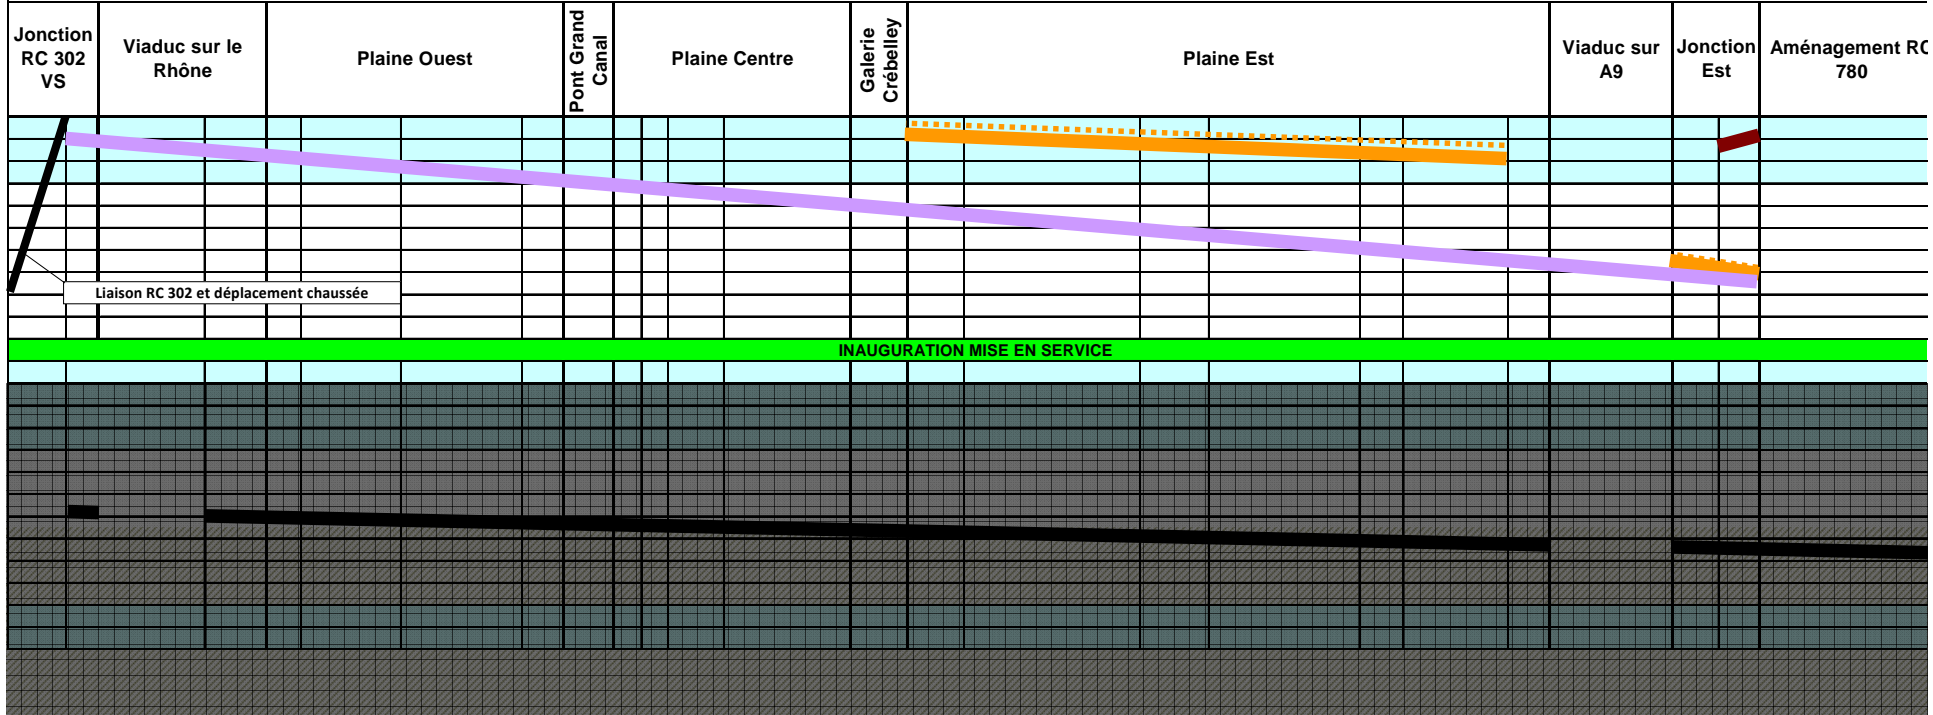 Jonction
RC 302
VS
Viaduc sur le
Rhône
Plaine Ouest
Pont Grand
Canal
Plaine Centre
Galerie
Crébelley
Plaine Est
Viaduc sur
A9
Jonction
Est
Aménagement RC
780
Liaison RC 302 et déplacement chaussée
INAUGURATION MISE EN SERVICE